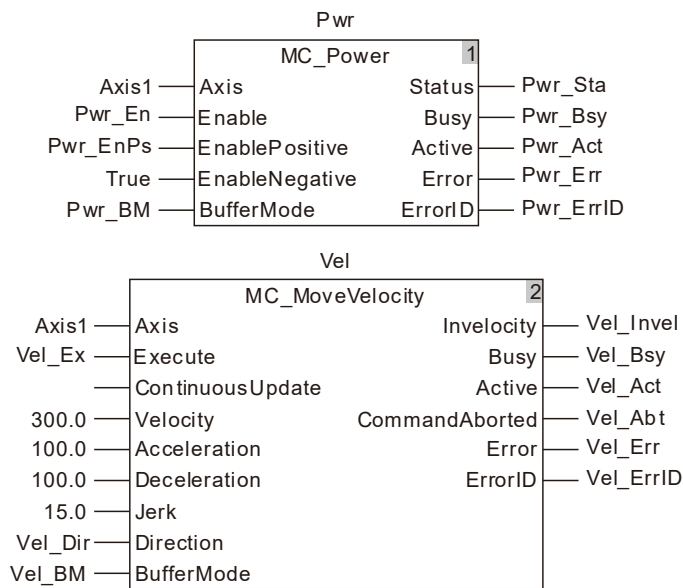 Pwr
MC_Power 1
Axis1 Axis Status Pwr_Sta
Pwr_En Enable Busy Pwr_Bsy
Pwr_EnPs EnablePositive Active Pwr_Act
True EnableNegative Error Pwr_Err
Pwr_BM BufferMode ErrorID Pwr_ErrID
Vel
MC_MoveVelocity 2
Axis1 Axis Invelocity Vel_Invel
Vel_Ex Execute Busy Vel_Bsy
ContinuousUpdate Active Vel_Act
300.0 Velocity CommandAborted Vel_Abt
100.0 Acceleration Error Vel_Err
100.0 Deceleration ErrorID Vel_ErrID
15.0 Jerk
Vel_Dir Direction
Vel_BM BufferMode